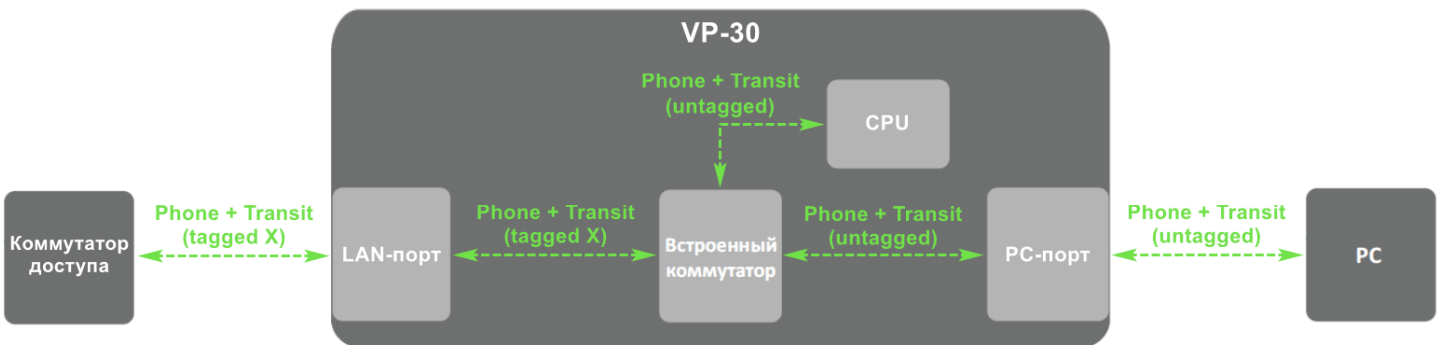 VP-30
Phone + Transit
(untagged)
CPU
Коммутатор
доступа
Phone + Transit
(tagged X)
LAN-порт
Phone + Transit
(tagged X)
Встроенный
коммутатор
Phone + Transit
(untagged)
PC-порт
Phone + Transit
(untagged)
PC